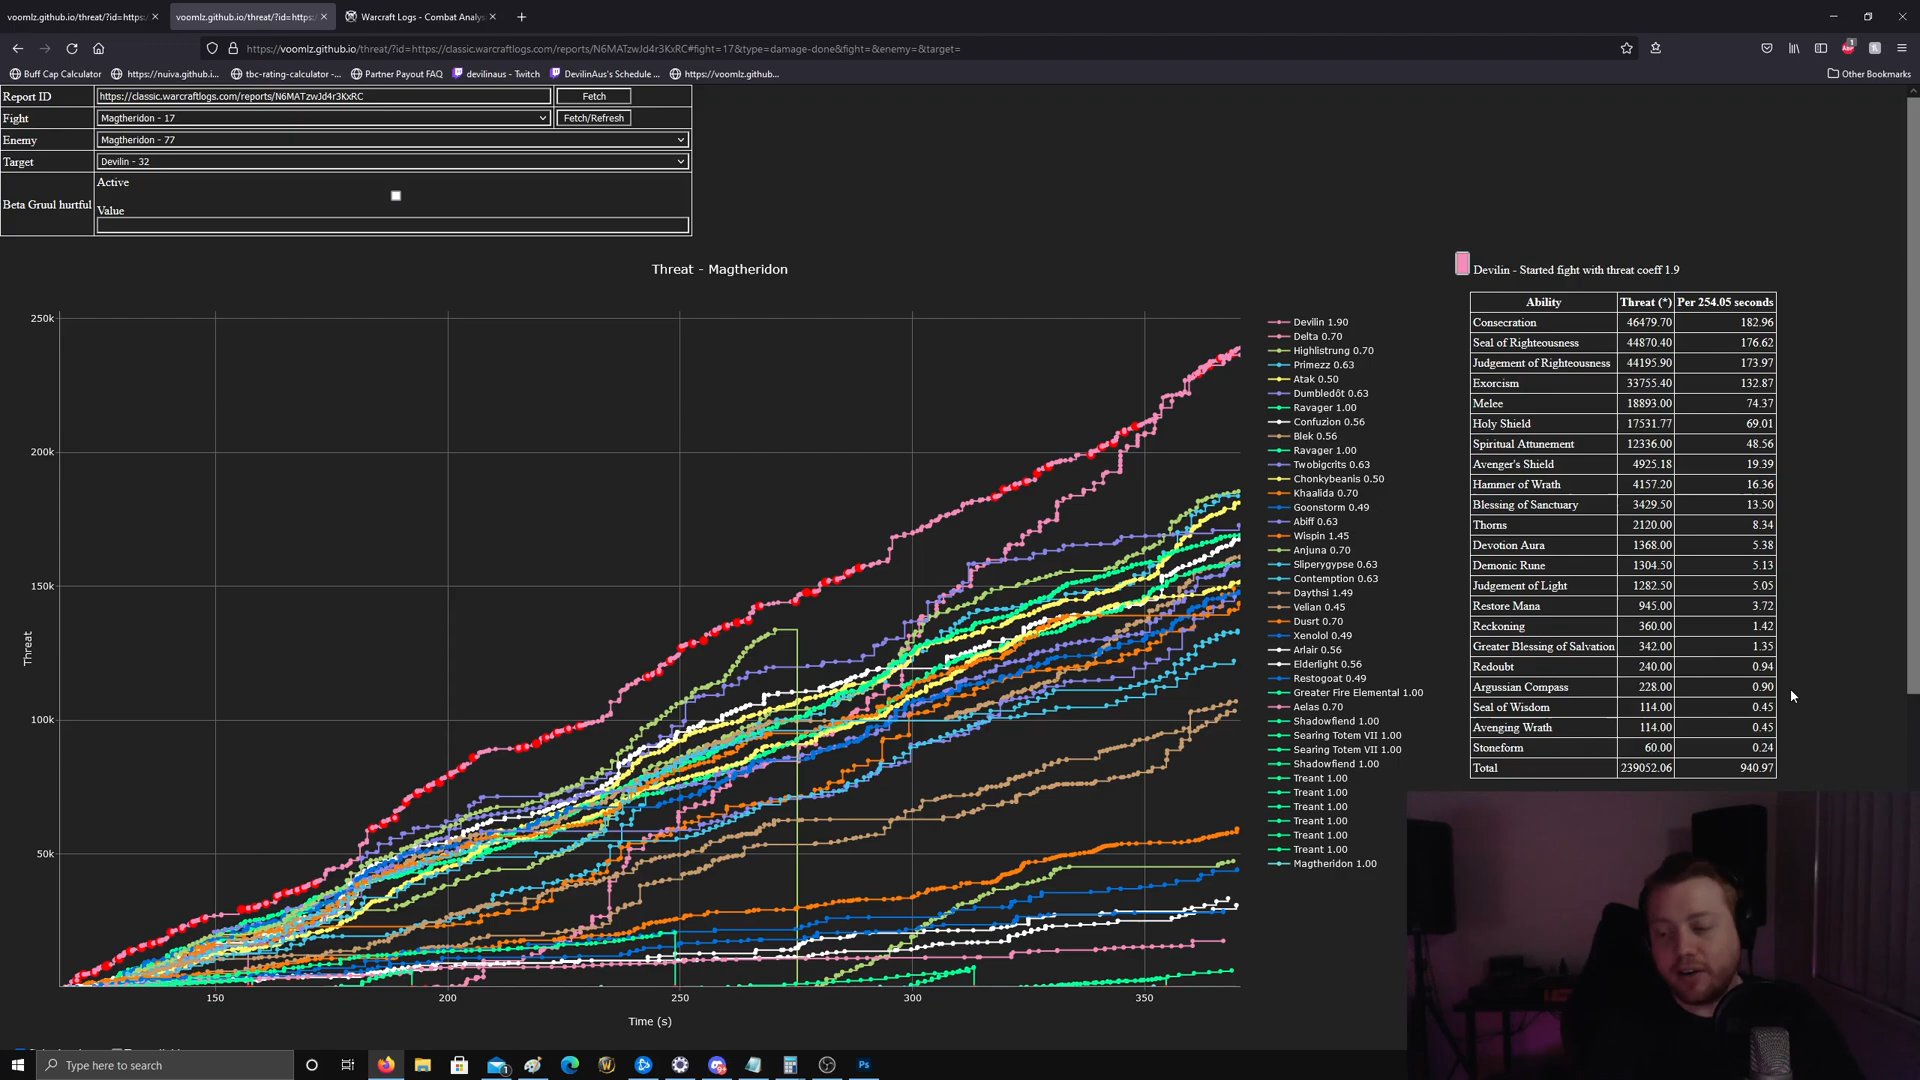 voomlz.github.io/threat/?id=https:
voomlz.github.io/threat/?id=https:
Warcraft Logs - Combat Analys
https://voomlz.github.io/threat/?id=https://classic.warcraftlogs.com/reports/N6MATzwJd4r3KxRC#fight=17&type=damage-done&fight=&enemy=&target=
Buff Cap Calculator
https://nuiva.github.i...
tbc-rating-calculator -...
Partner Payout FAQ
devilinaus - Twitch
DevilinAus's Schedule ...
https://voomlz.github...
Other Bookmarks
Report ID
https://classic.warcraftlogs.com/reports/N6MATzwJd4r3KxRC
Fetch
Fight
Magtheridon - 17
Fetch/Refresh
Enemy
Magtheridon - 77
Target
Devilin - 32
Beta Gruul hurtful
Active
Value
Threat - Magtheridon
250k
200k
150k
100k
50k
Threat
150
200
250
300
350
Time (s)
Devilin 1.90
Delta 0.70
Highlistrung 0.70
Primezz 0.63
Atak 0.50
Dumbledôt 0.63
Ravager 1.00
Confuzion 0.56
Blek 0.56
Ravager 1.00
Twobigcrits 0.63
Chonkybeanis 0.50
Khaalida 0.70
Goonstorm 0.49
Abiff 0.63
Wispin 1.45
Anjuna 0.70
Sliperygypse 0.63
Contemption 0.63
Daythsi 1.49
Velian 0.45
Dusrt 0.70
Xenolol 0.49
Arlair 0.56
Elderlight 0.56
Restogoat 0.49
Greater Fire Elemental 1.00
Aelas 0.70
Shadowfiend 1.00
Searing Totem VII 1.00
Searing Totem VII 1.00
Shadowfiend 1.00
Treant 1.00
Treant 1.00
Treant 1.00
Treant 1.00
Treant 1.00
Treant 1.00
Magtheridon 1.00
Devilin - Started fight with threat coeff 1.9
Ability Threat (*) Per 254.05 seconds
Consecration 46479.70 182.96
Seal of Righteousness 44870.40 176.62
Judgement of Righteousness 44195.90 173.97
Exorcism 33755.40 132.87
Melee 18893.00 74.37
Holy Shield 17531.77 69.01
Spiritual Attunement 12336.00 48.56
Avenger's Shield 4925.18 19.39
Hammer of Wrath 4157.20 16.36
Blessing of Sanctuary 3429.50 13.50
Thorns 2120.00 8.34
Devotion Aura 1368.00 5.38
Demonic Rune 1304.50 5.13
Judgement of Light 1282.50 5.05
Restore Mana 945.00 3.72
Reckoning 360.00 1.42
Greater Blessing of Salvation 342.00 1.35
Redoubt 240.00 0.94
Argussian Compass 228.00 0.90
Seal of Wisdom 114.00 0.45
Avenging Wrath 114.00 0.45
Stoneform 60.00 0.24
Total 239052.06 940.97
Type here to search